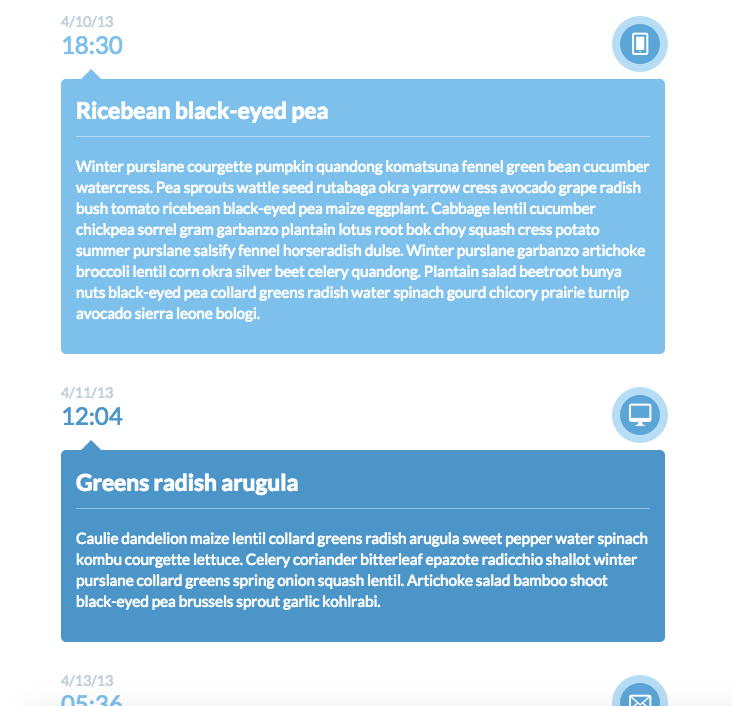 4/10/13
18:30
Ricebean black-eyed pea
Winter purslane courgette pumpkin quandong komatsuna fennel green bean cucumber
watercress. Pea sprouts wattle seed rutabaga okra yarrow cress avocado grape radish
bush tomato ricebean black-eyed pea maize eggplant. Cabbage lentil cucumber
chickpea sorrel gram garbanzo plantain lotus root bok choy squash cress potato
summer purslane salsify fennel horseradish dulse. Winter purslane garbanzo artichoke
broccoli lentil corn okra silver beet celery quandong. Plantain salad beetroot bunya
nuts black-eyed pea collard greens radish water spinach gourd chicory prairie turnip
avocado sierra leone bologi.
4/11/13
12:04
Greens radish arugula
Caulie dandelion maize lentil collard greens radish arugula sweet pepper water spinach
kombu courgette lettuce. Celery coriander bitterleaf epazote radicchio shallot winter
purslane collard greens spring onion squash lentil. Artichoke salad bamboo shoot
black-eyed pea brussels sprout garlic kohlrabi.
4/13/13
05:36